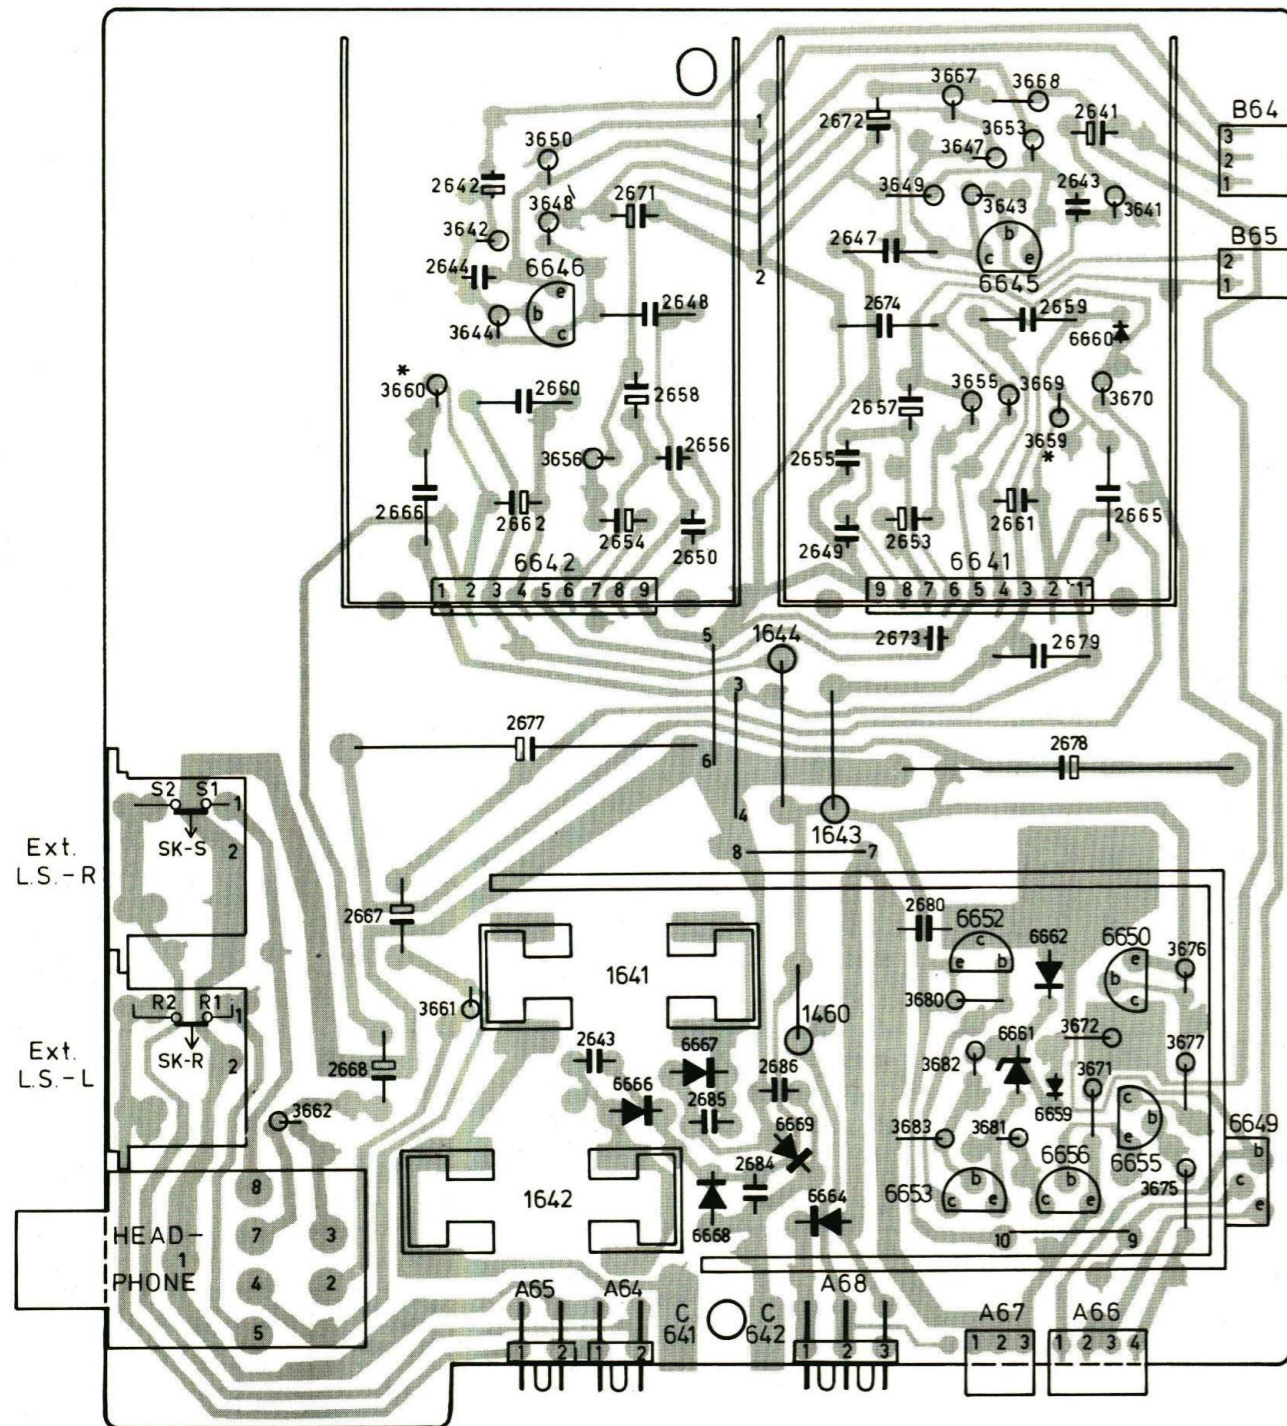 3667
3668
2641
B64
2672
3653
3
1
3650
3647
2
2642
2671
3649
2643
1
3648
3643
3641
3642
2647
b
B65
2644
6646
c e
2
e
2
6645
1
b
2648
2674
2659
3644
c
6660
*
3660
2660
2658
3655
3669
3670
2657
3659
*
3656
2656
2655
2666
2662
2654
2650
2649
2653
2661
2665
6642
6641
1 2 3 4 5 6 7 8 9
9 8 7 6 5 4 3 2 1
5
1644
2673
2679
3
2677
6
2678
S2 S1
1
4
1643
Ext.
L.S.-R
SK-S
2
8
7
2667
2680
6652
6662
6650
3676
c
e b
e
b
c
1641
R2 R1
1
3661
1460
3680
Ext.
L.S.-L
SK-R
2
2668
2643
6667
2686
3682
6661
3672
3677
3671
6666
2685
6659
3662
6669
3683
3681
c
b
e
6649
b
2684
6656
6655
c
8
1642
6653
b
c e
b
c e
3675
e
HEAD-
7
3
6668
6664
10
9
1
PHONE
4
2
A65
A64
C
641
C
642
A68
A67
A66
5
1 2
1 2
1 2 3
1 2 3
1 2 3 4